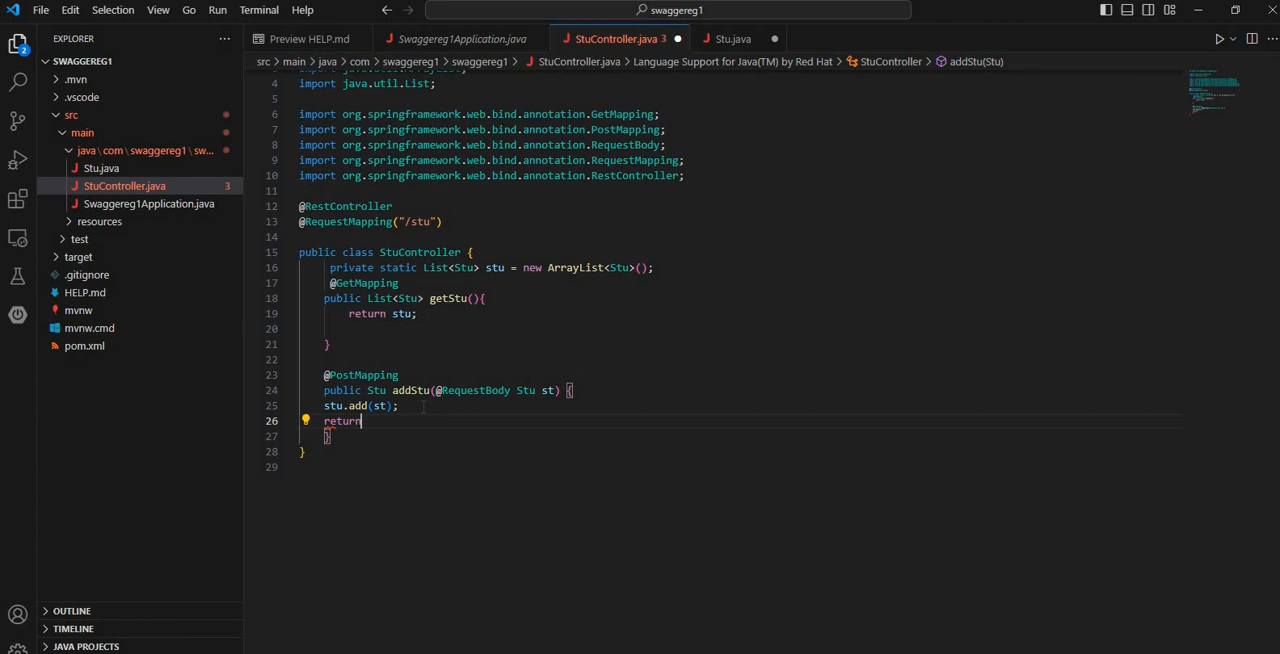 File Edit Selection View Go Run Terminal Help
swaggereg1
EXPLORER
Preview HELP.md
Swaggereg1Application.java
StuController.java 3
Stu.java
src > main > java > com > swaggereg1 > swaggereg1 > StuController.java > Language Support for Java(TM) by Red Hat > StuController > addStu(Stu)
2
SWAGGEREG1
.mvn
.vscode
src
main
java\com\swaggereg1\sw...
Stu.java
StuController.java 3
Swaggereg1Application.java
resources
test
target
.gitignore
HELP.md
mvnw
mvnw.cmd
pom.xml
OUTLINE
TIMELINE
JAVA PROJECTS
4 import java.util.List;
5
6 import org.springframework.web.bind.annotation.GetMapping;
7 import org.springframework.web.bind.annotation.PostMapping;
8 import org.springframework.web.bind.annotation.RequestBody;
9 import org.springframework.web.bind.annotation.RequestMapping;
10 import org.springframework.web.bind.annotation.RestController;
11
12 @RestController
13 @RequestMapping("/stu")
14
15 public class StuController {
16 private static List<Stu> stu = new ArrayList<Stu>();
17 @GetMapping
18 public List<Stu> getStu(){
19 return stu;
20
21 }
22
23 @PostMapping
24 public Stu addStu(@RequestBody Stu st) {
25 stu.add(st);
26 return
27 }
28 }
29